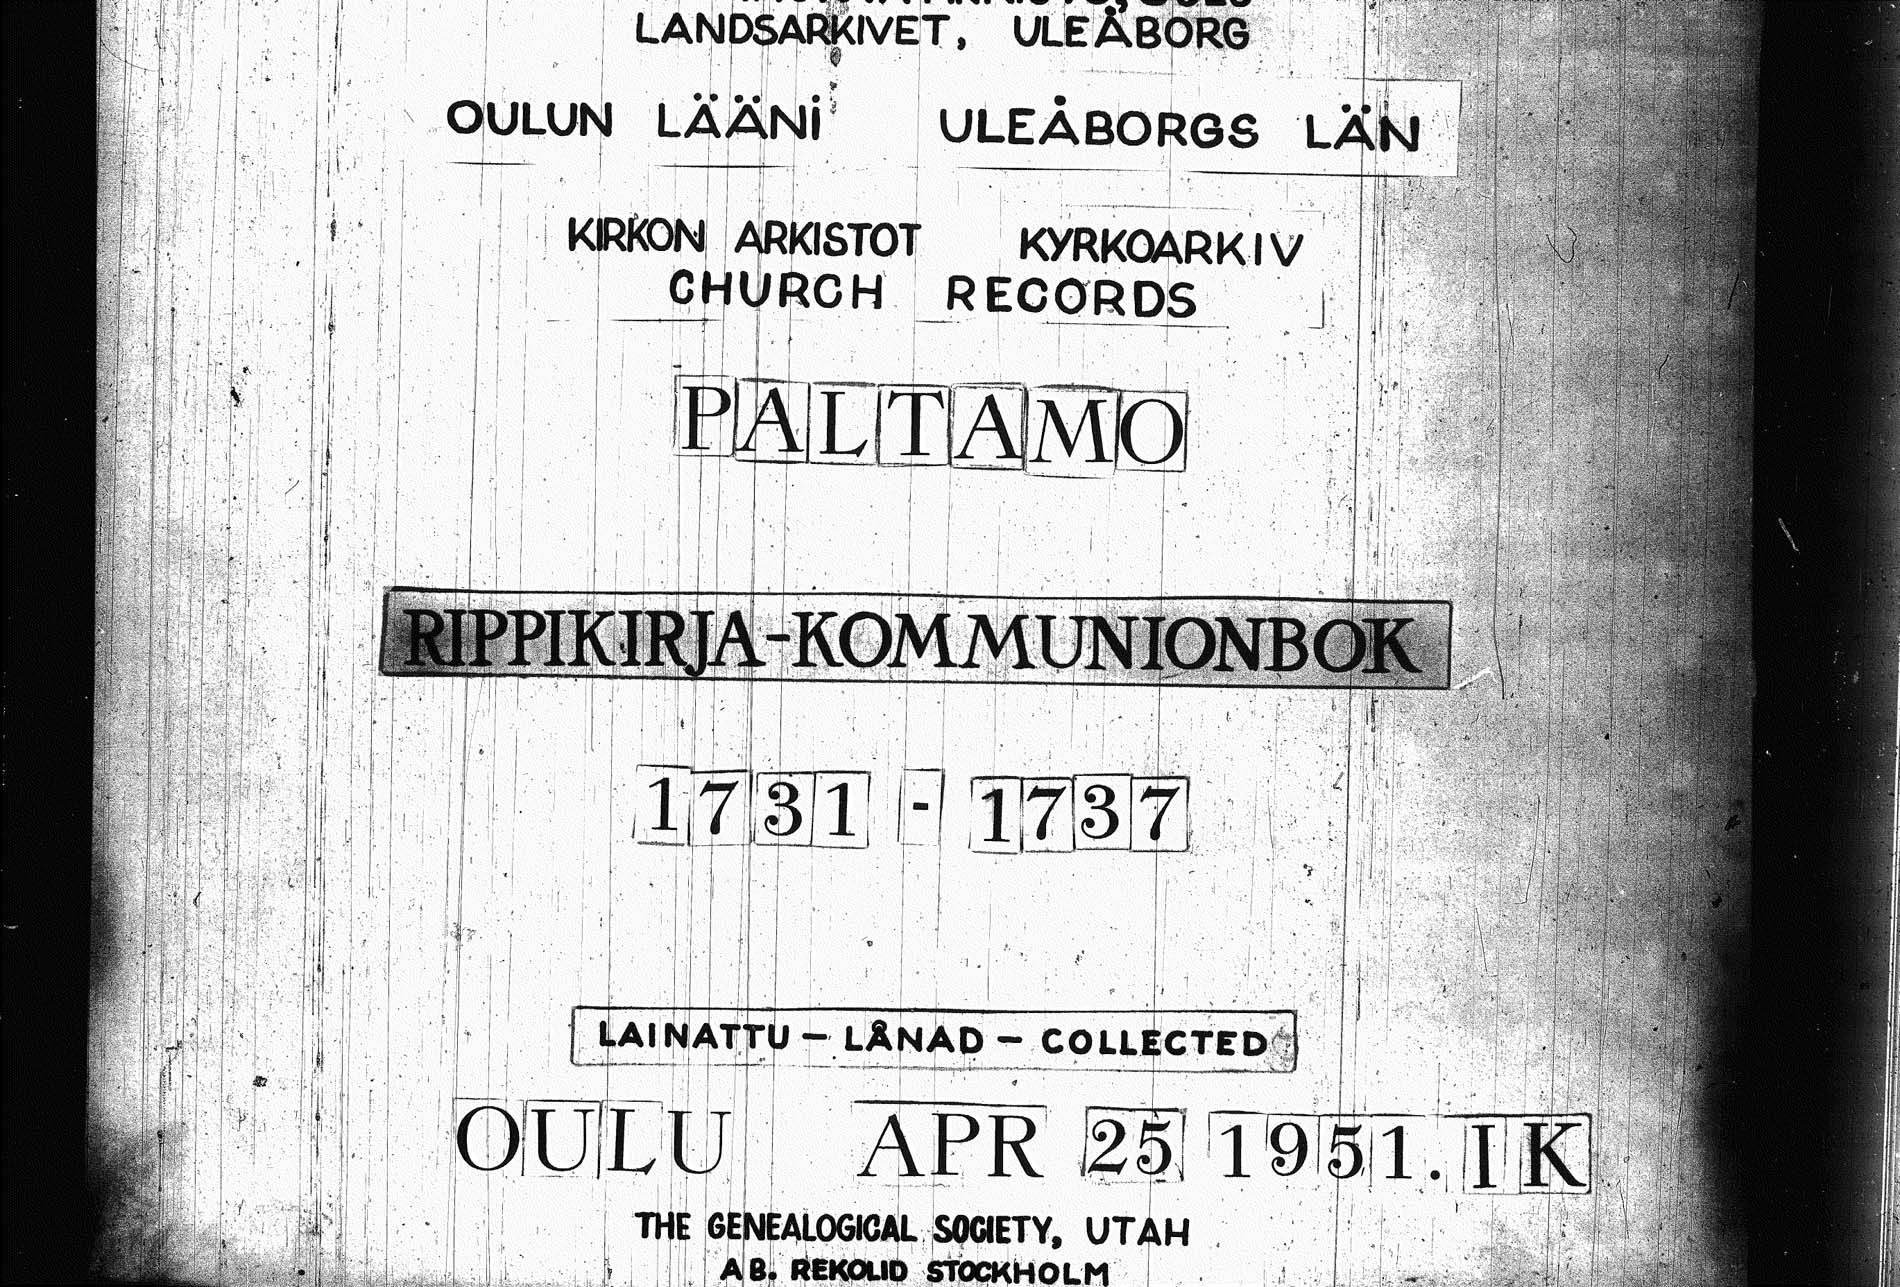 LANDSARKIVET, ULEÅBORG
OULUN LÄÄNI ULEÅBORGS LÄN
KIRKON ARKISTOT KYRKOARKIV
CHURCH RECORDS
PALTAMO
RIPPIKIRJA-KOMMUNIONBOK
1731 - 1737
LAINATTU - LÅNAD - COLLECTED
OULU APR 25 1951. IK
THE GENEALOGICAL SOCIETY, UTAH
AB. REKOLID STOCKHOLM